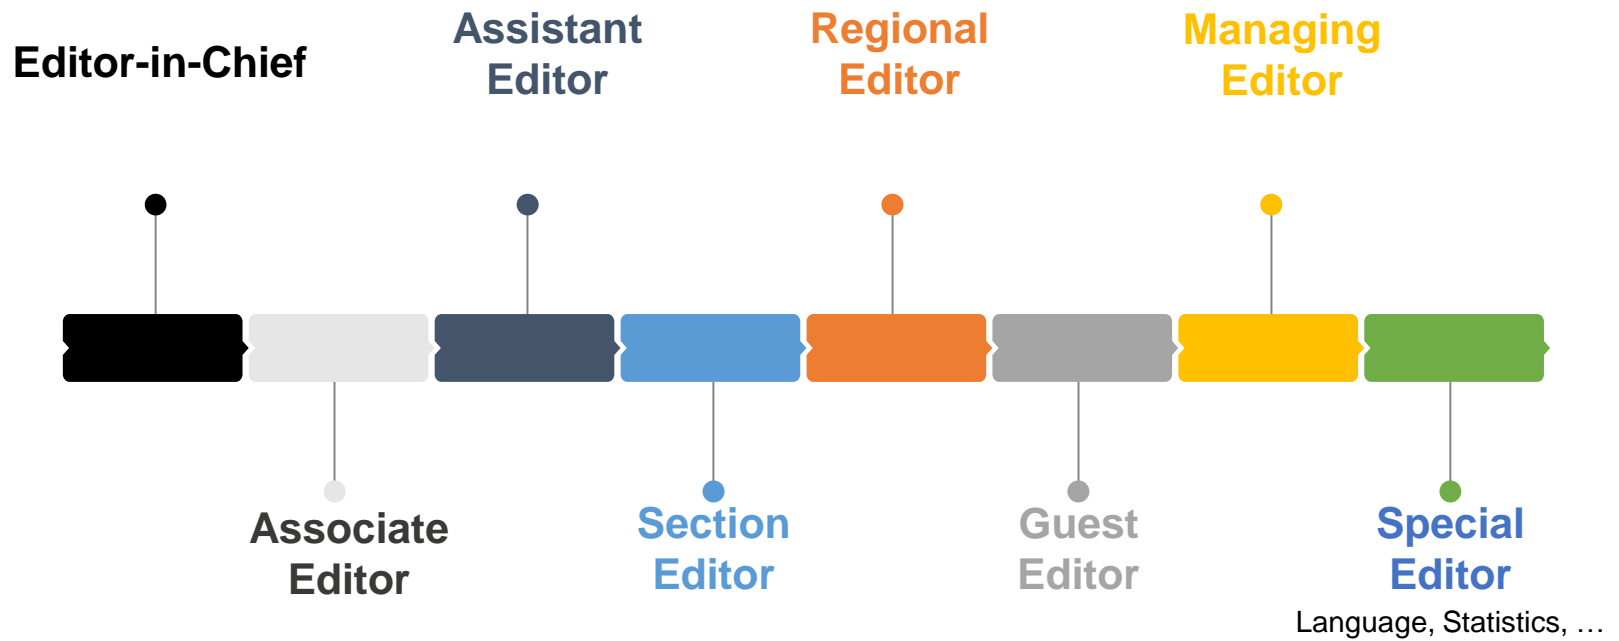 Editor-in-Chief
Assistant
Editor
Regional
Editor
Managing
Editor
Associate
Editor
Section
Editor
Guest
Editor
Special
Editor
Language, Statistics, …